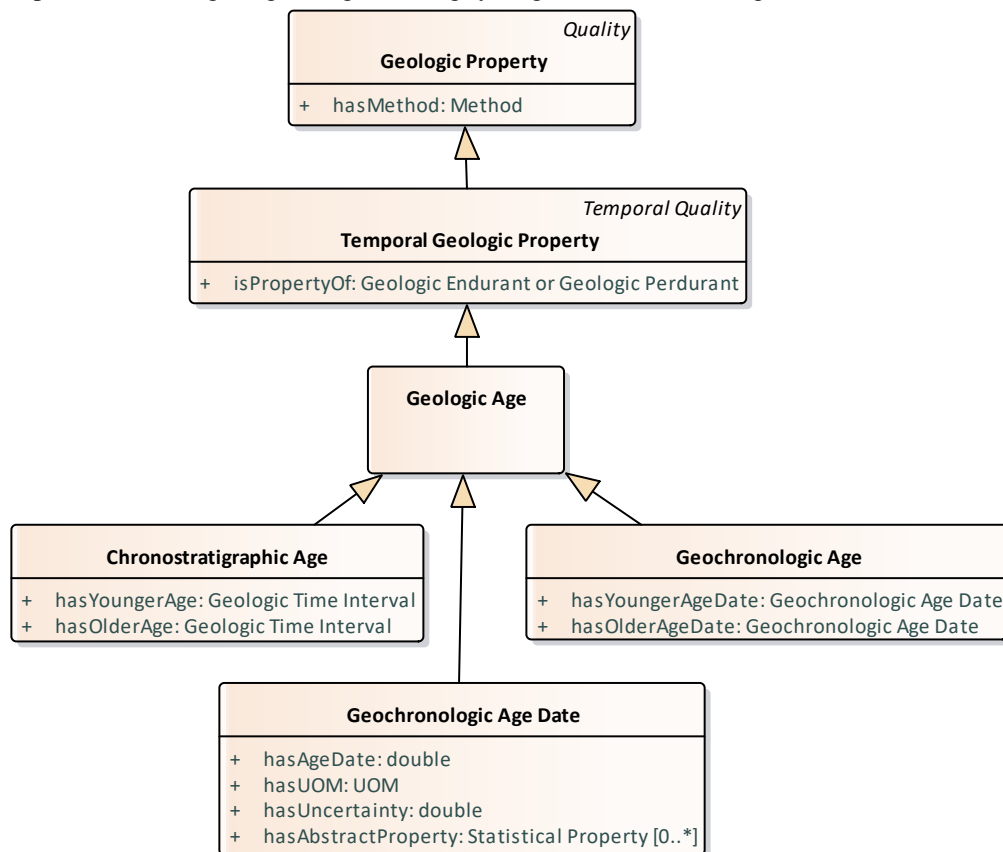 Quality
Geologic Property
+ hasMethod: Method
Temporal Quality
Temporal Geologic Property
+ isPropertyOf: Geologic Endurant or Geologic Perdurant
Geologic Age
Chronostratigraphic Age
+ hasYoungerAge: Geologic Time Interval
+ hasOlderAge: Geologic Time Interval
Geochronologic Age
+ hasYoungerAgeDate: Geochronologic Age Date
+ hasOlderAgeDate: Geochronologic Age Date
Geochronologic Age Date
+ hasAgeDate: double
+ hasUOM: UOM
+ hasUncertainty: double
+ hasAbstractProperty: Statistical Property [0..*]